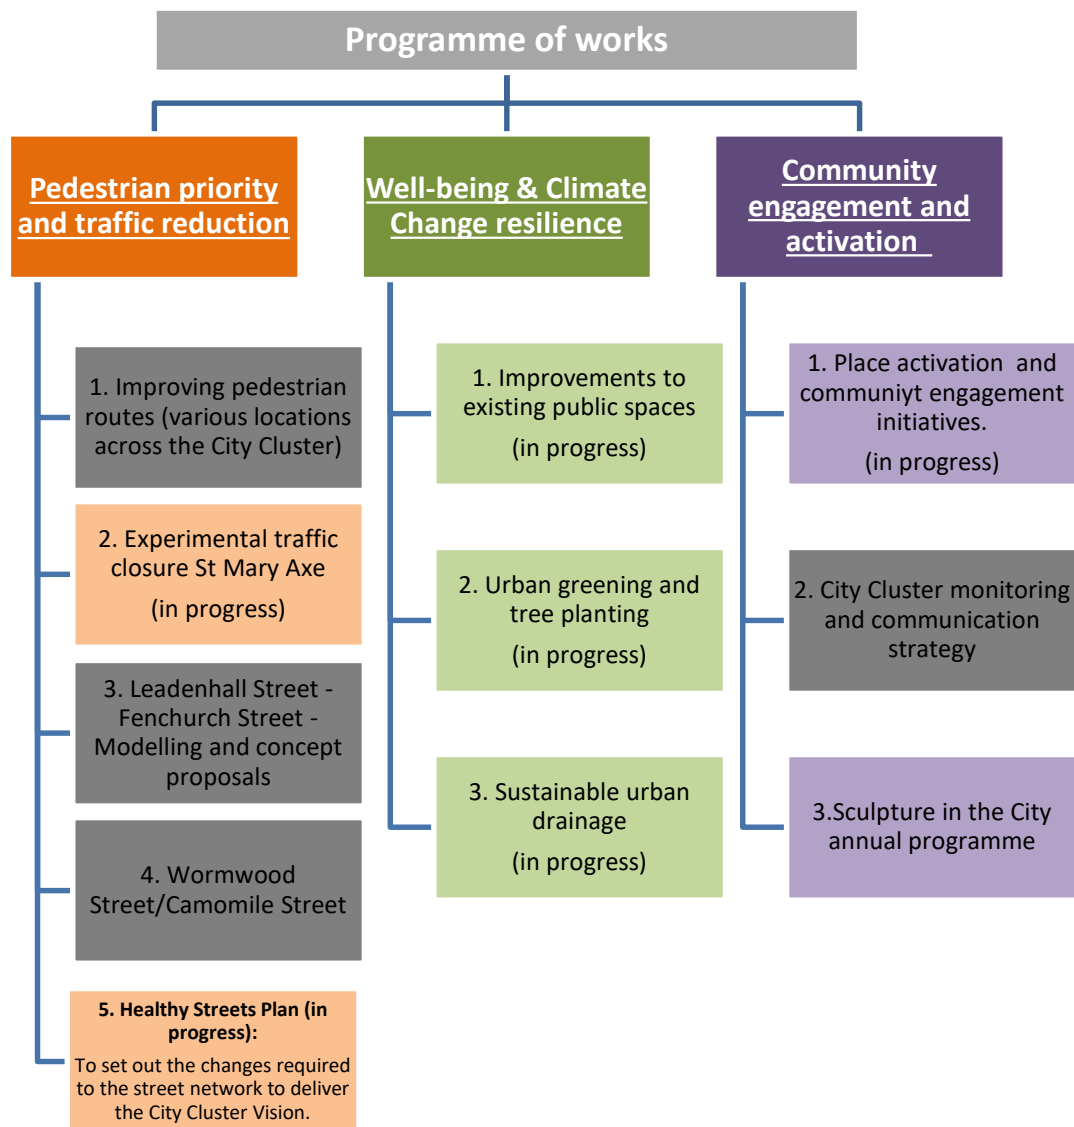 Programme of works
Pedestrian priority
and traffic reduction
1. Improving pedestrian
routes (various locations
across the City Cluster)
2. Experimental traffic
closure St Mary Axe
(in progress)
3. Leadenhall Street -
Fenchurch Street -
Modelling and concept
proposals
4. Wormwood
Street/Camomile Street
5. Healthy Streets Plan (in
progress):
To set out the changes required
to the street network to deliver
the City Cluster Vision.
Well-being & Climate
Change resilience
1. Improvements to
existing public spaces
(in progress)
2. Urban greening and
tree planting
(in progress)
3. Sustainable urban
drainage
(in progress)
Community
engagement and
activation
1. Place activation and
communiyt engagement
initiatives.
(in progress)
2. City Cluster monitoring
and communication
strategy
3.Sculpture in the City
annual programme